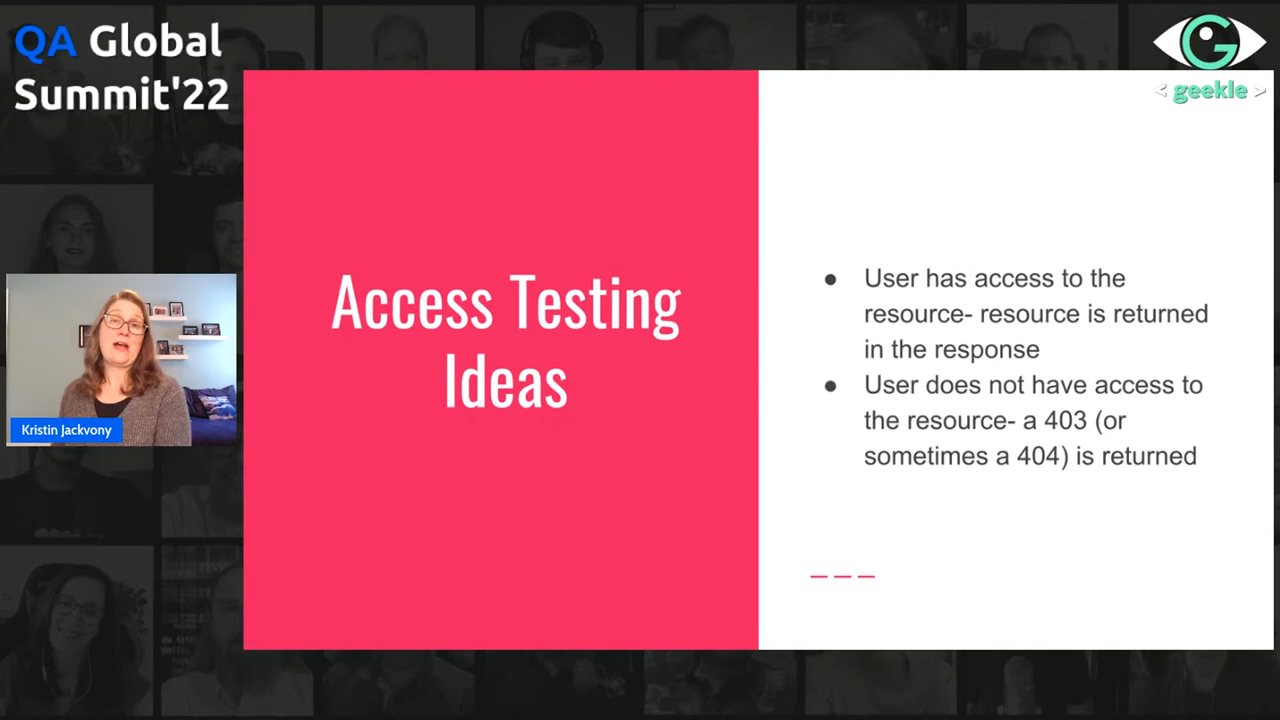 QA Global
Summit'22
G
< geekle >
Access Testing
Ideas
● User has access to the
resource- resource is returned
in the response
● User does not have access to
the resource- a 403 (or
sometimes a 404) is returned
Kristin Jackvony